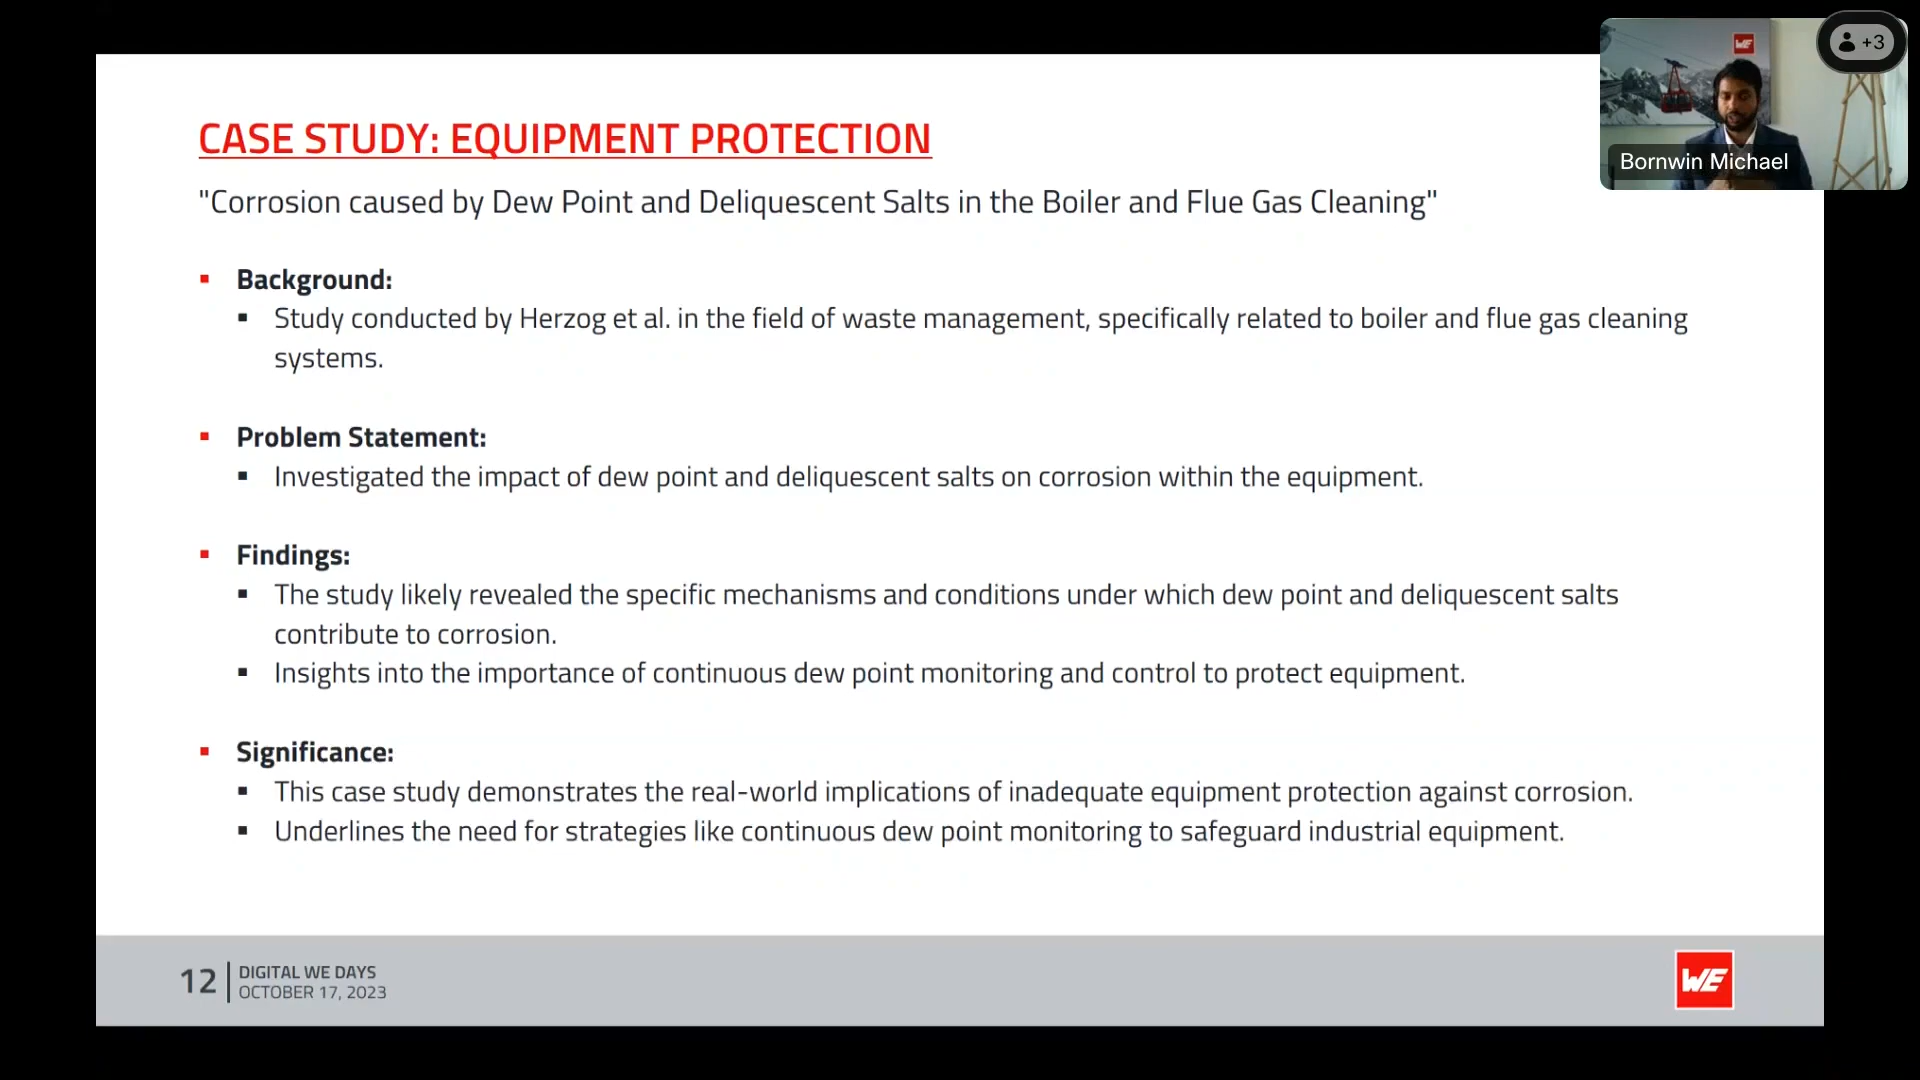 WE
+3
Bornwin Michael
CASE STUDY: EQUIPMENT PROTECTION
"Corrosion caused by Dew Point and Deliquescent Salts in the Boiler and Flue Gas Cleaning"
Background:
Study conducted by Herzog et al. in the field of waste management, specifically related to boiler and flue gas cleaning
systems.
Problem Statement:
Investigated the impact of dew point and deliquescent salts on corrosion within the equipment.
Findings:
The study likely revealed the specific mechanisms and conditions under which dew point and deliquescent salts
contribute to corrosion.
Insights into the importance of continuous dew point monitoring and control to protect equipment.
Significance:
This case study demonstrates the real-world implications of inadequate equipment protection against corrosion.
Underlines the need for strategies like continuous dew point monitoring to safeguard industrial equipment.
12
DIGITAL WE DAYS
OCTOBER 17, 2023
WE